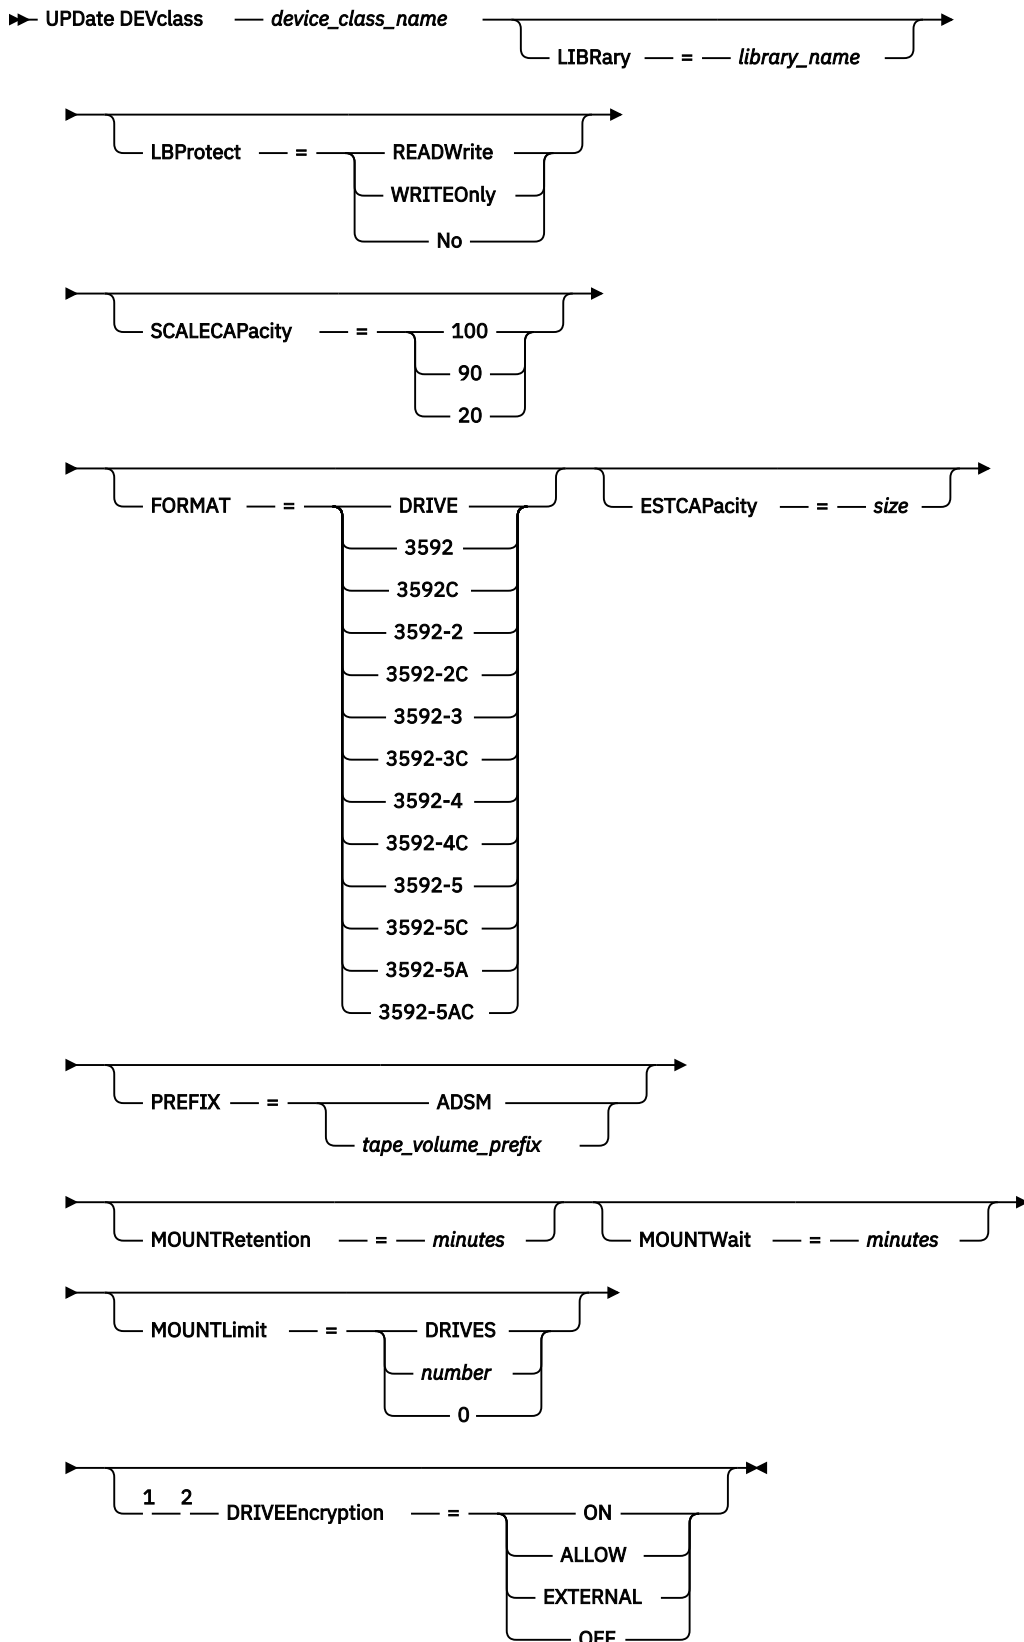 UPDate DEVclass device_class_name
LIBRary = library_name
LBProtect = READWrite
WRITEOnly
No
SCALECAPacity = 100
90
20
FORMAT = DRIVE ESTCAPacity = size
3592
3592C
3592-2
3592-2C
3592-3
3592-3C
3592-4
3592-4C
3592-5
3592-5C
3592-5A
3592-5AC
PREFIX = ADSM
tape_volume_prefix
MOUNTRetention = minutes MOUNTWait = minutes
MOUNTLimit = DRIVES
number
0
1 2 DRIVEEncryption = ON
ALLOW
EXTERNAL
OFF